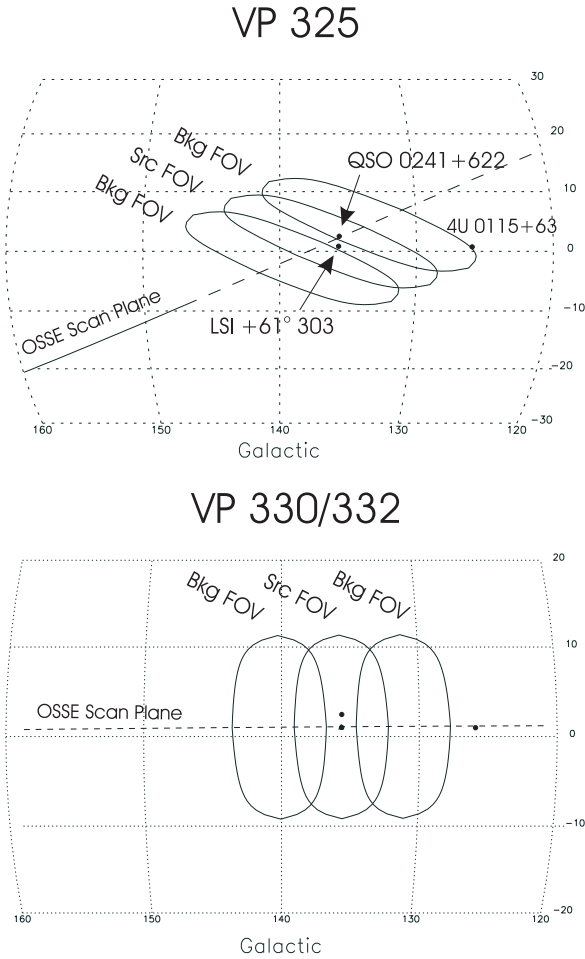 VP 325
30
20
Bkg FOV
QSO 0241+622
Src FOV
10
Bkg FOV
4U 0115+63
0
OSSE Scan Plane
LSI +61° 303
−10
−20
−30
160 150 140 130 120
Galactic
VP 330/332
20
Bkg FOV Src FOV Bkg FOV
10
OSSE Scan Plane
0
−10
−20
160 150 140 130 120
Galactic